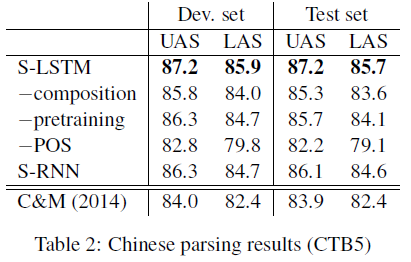 Dev. set Test set
UAS LAS UAS LAS
S-LSTM 87.2 85.9 87.2 85.7
−composition 85.8 84.0 85.3 83.6
−pretraining 86.3 84.7 85.7 84.1
−POS 82.8 79.8 82.2 79.1
S-RNN 86.3 84.7 86.1 84.6
C&M (2014) 84.0 82.4 83.9 82.4
Table 2: Chinese parsing results (CTB5)